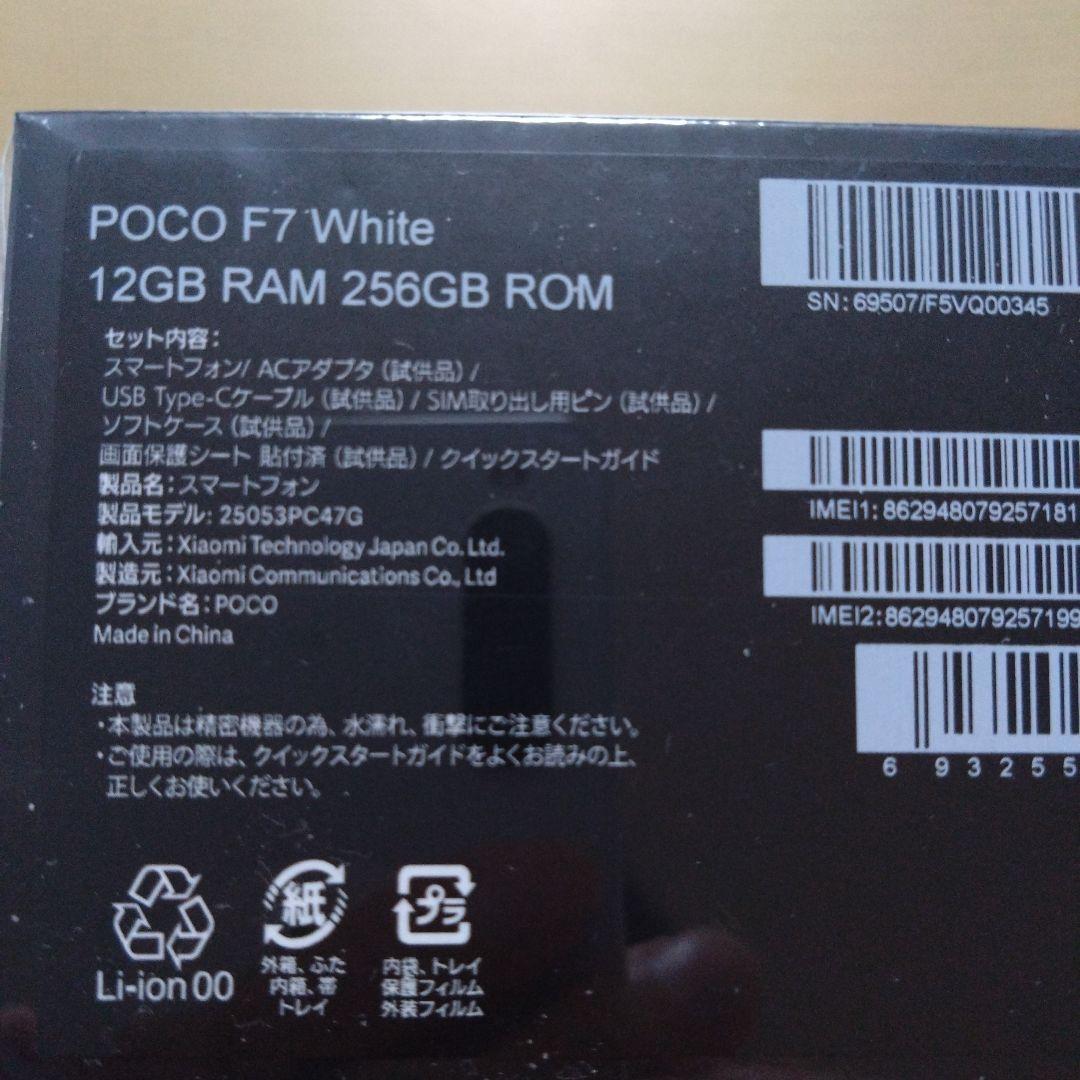 POCO F7 White
12GB RAM 256GB ROM
セット内容:
スマートフォン/ ACアダプタ (試供品) /
USB Type-Cケーブル (試供品) / SIM取り出し用ピン (試供品) /
ソフトケース (試供品) /
画面保護シート 貼付済 (試供品) / クイックスタートガイド
製品名:スマートフォン
製品モデル: 25053PC47G
輸入元:Xiaomi Technology Japan Co. Ltd.
製造元:Xiaomi Communications Co., Ltd
ブランド名:POCO
Made in China
注意
・本製品は精密機器の為、水濡れ、衝撃にご注意ください。
・ご使用の際は、クイックスタートガイドをよくお読みの上、
正しくお使いください。
Li-ion 00
紙
外箱、ふた
内箱、帯
トレイ
プラ
内袋、トレイ
保護フィルム
外装フィルム
SN: 69507/F5VQ00345
IMEI1: 862948079257181
IMEI2:862948079257199
6 93255